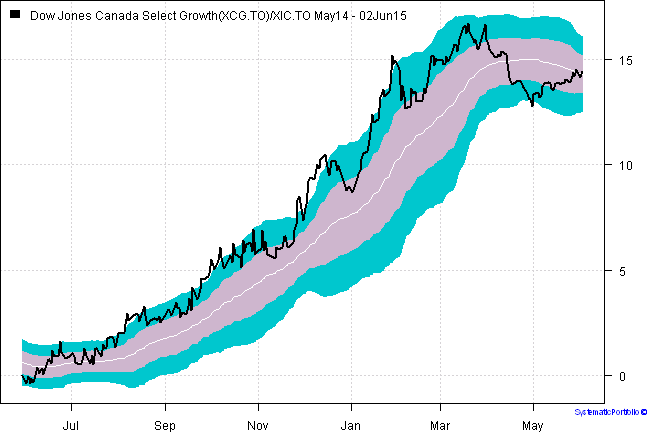 Dow Jones Canada Select Growth(XCG.TO)/XIC.TO May14 - 02Jun15
15
10
5
0
Jul Sep Nov Jan Mar May
SystematicPortfolio ©